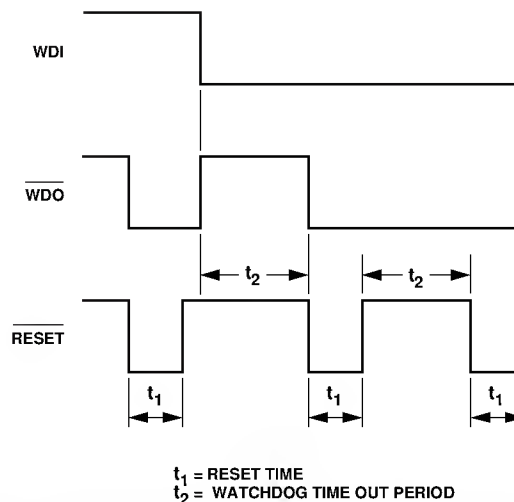 WDI
WDO
t2
t2
RESET
t1
t1
t1
t1 = RESET TIME
t2 = WATCHDOG TIME OUT PERIOD